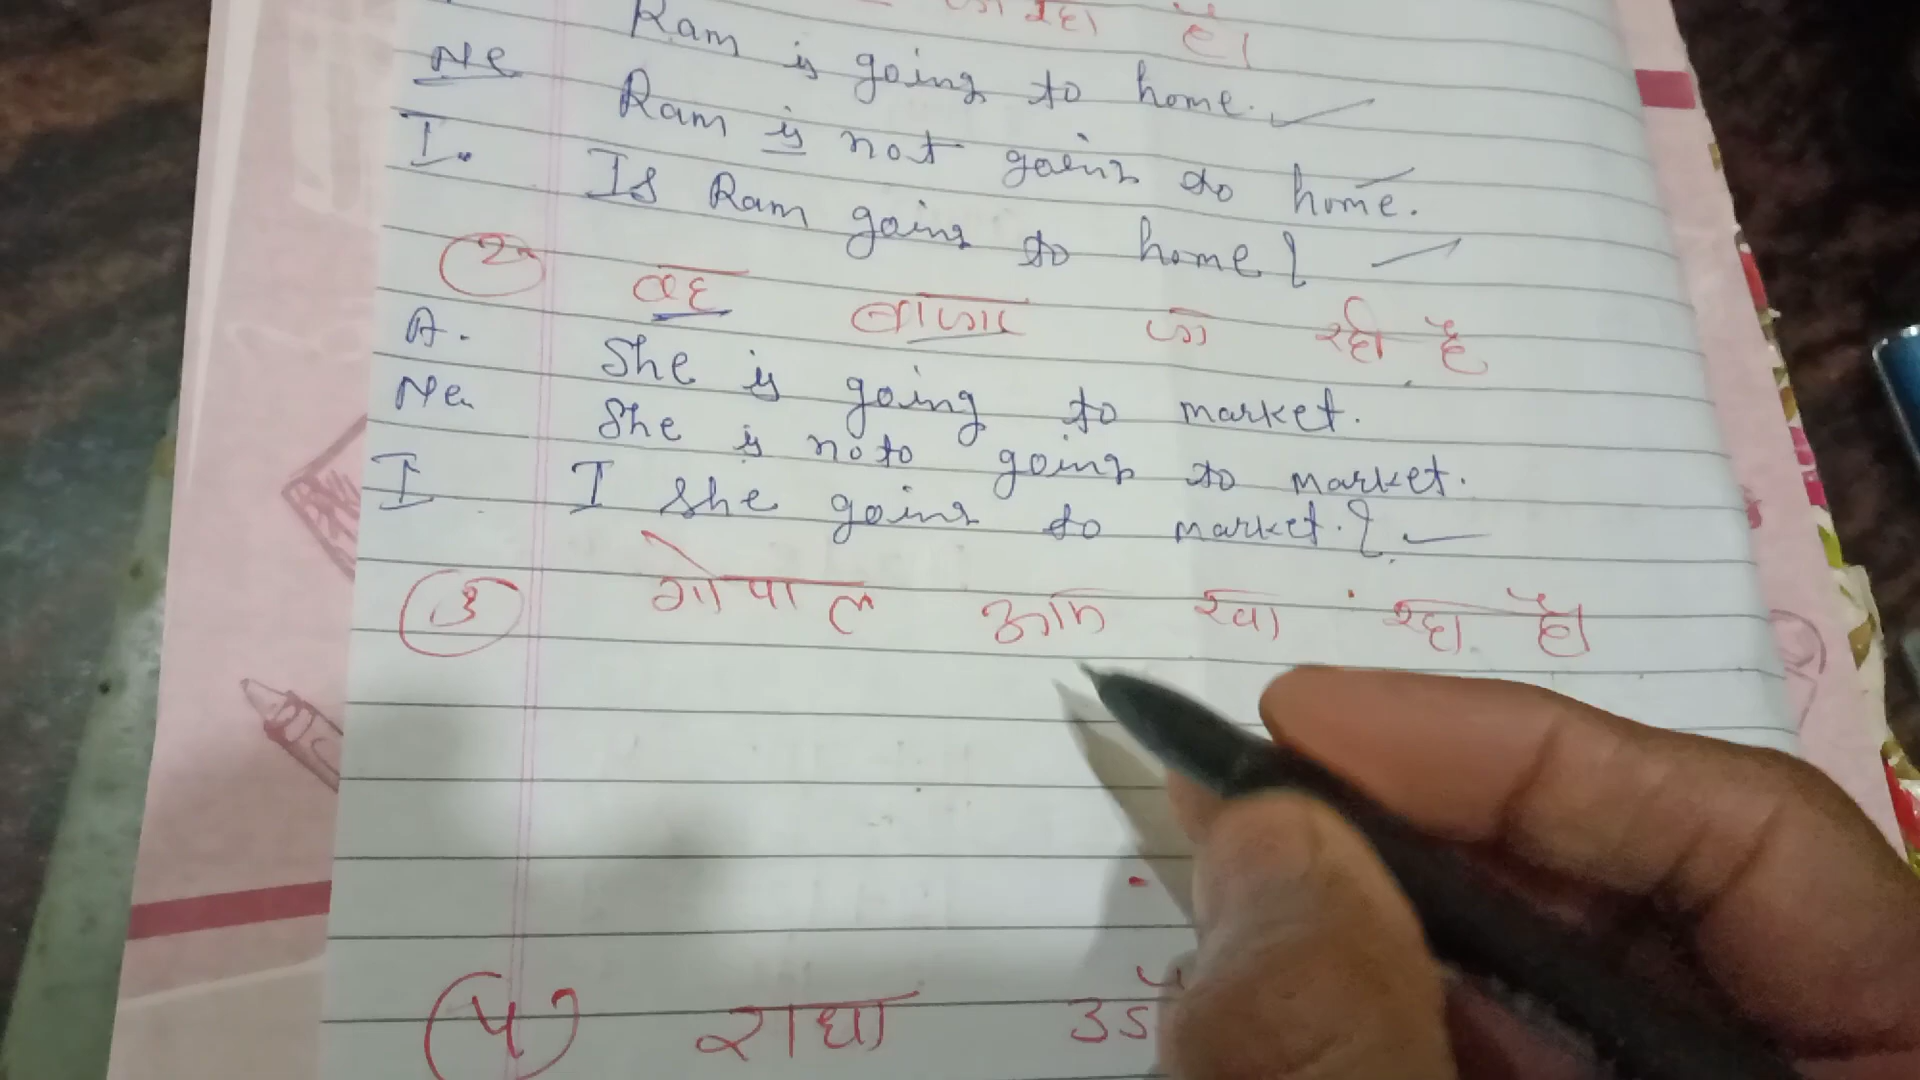 रहा है।
Ram is going to home.
Ne Ram is not going to home.
I. Is Ram going to home?
2 वह बाजार जा रही है
A. She is going to market.
Ne. She is noto going to market.
I I she going to market.?
3 गोपाल आम खा रहा है।
4 राधा